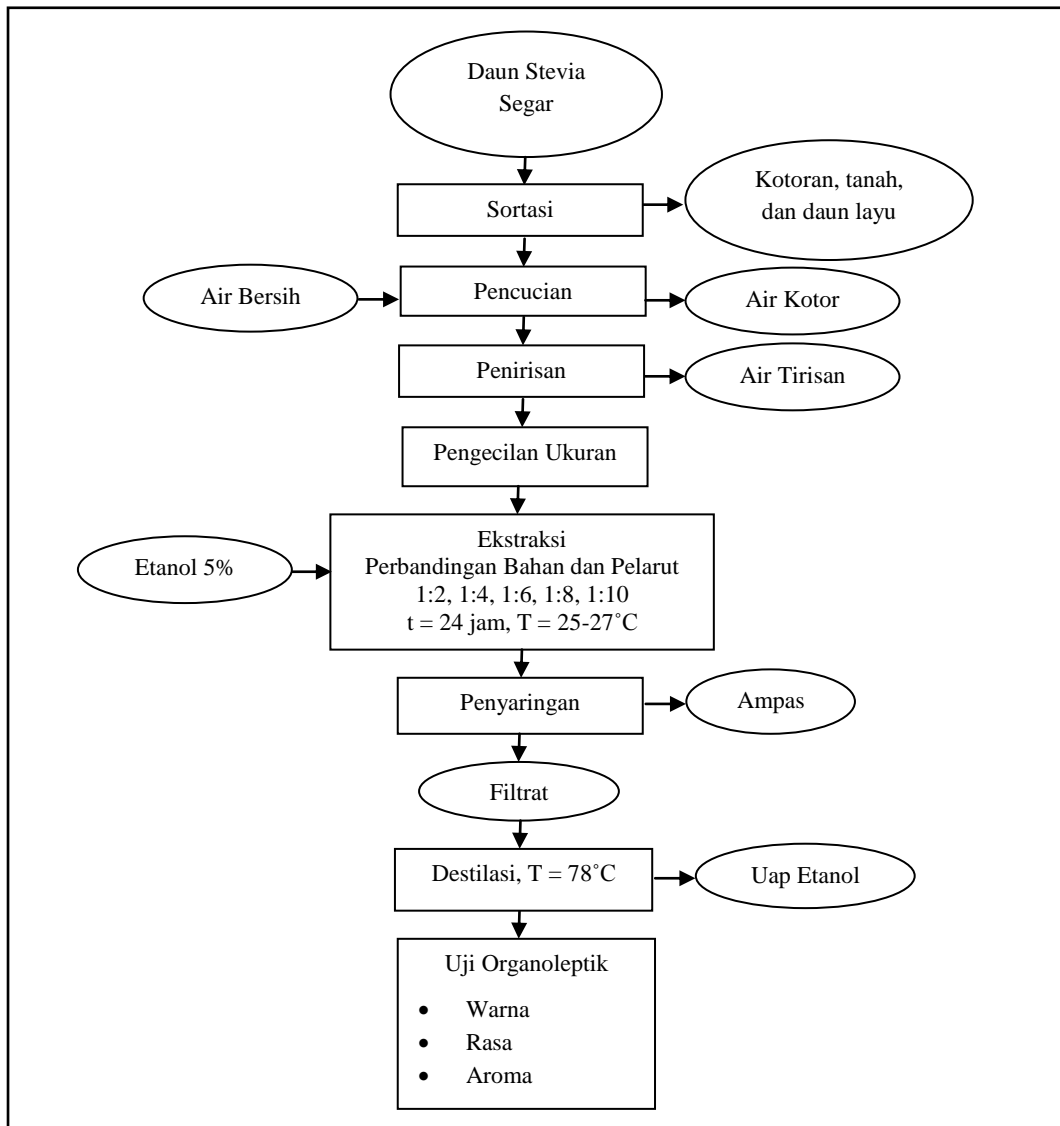 Daun Stevia
Segar
Sortasi
Kotoran, tanah,
dan daun layu
Air Bersih
Pencucian
Air Kotor
Penirisan
Air Tirisan
Pengecilan Ukuran
Etanol 5%
Ekstraksi
Perbandingan Bahan dan Pelarut
1:2, 1:4, 1:6, 1:8, 1:10
t = 24 jam, T = 25-27˚C
Penyaringan
Ampas
Filtrat
Destilasi, T = 78˚C
Uap Etanol
Uji Organoleptik
• Warna
• Rasa
• Aroma